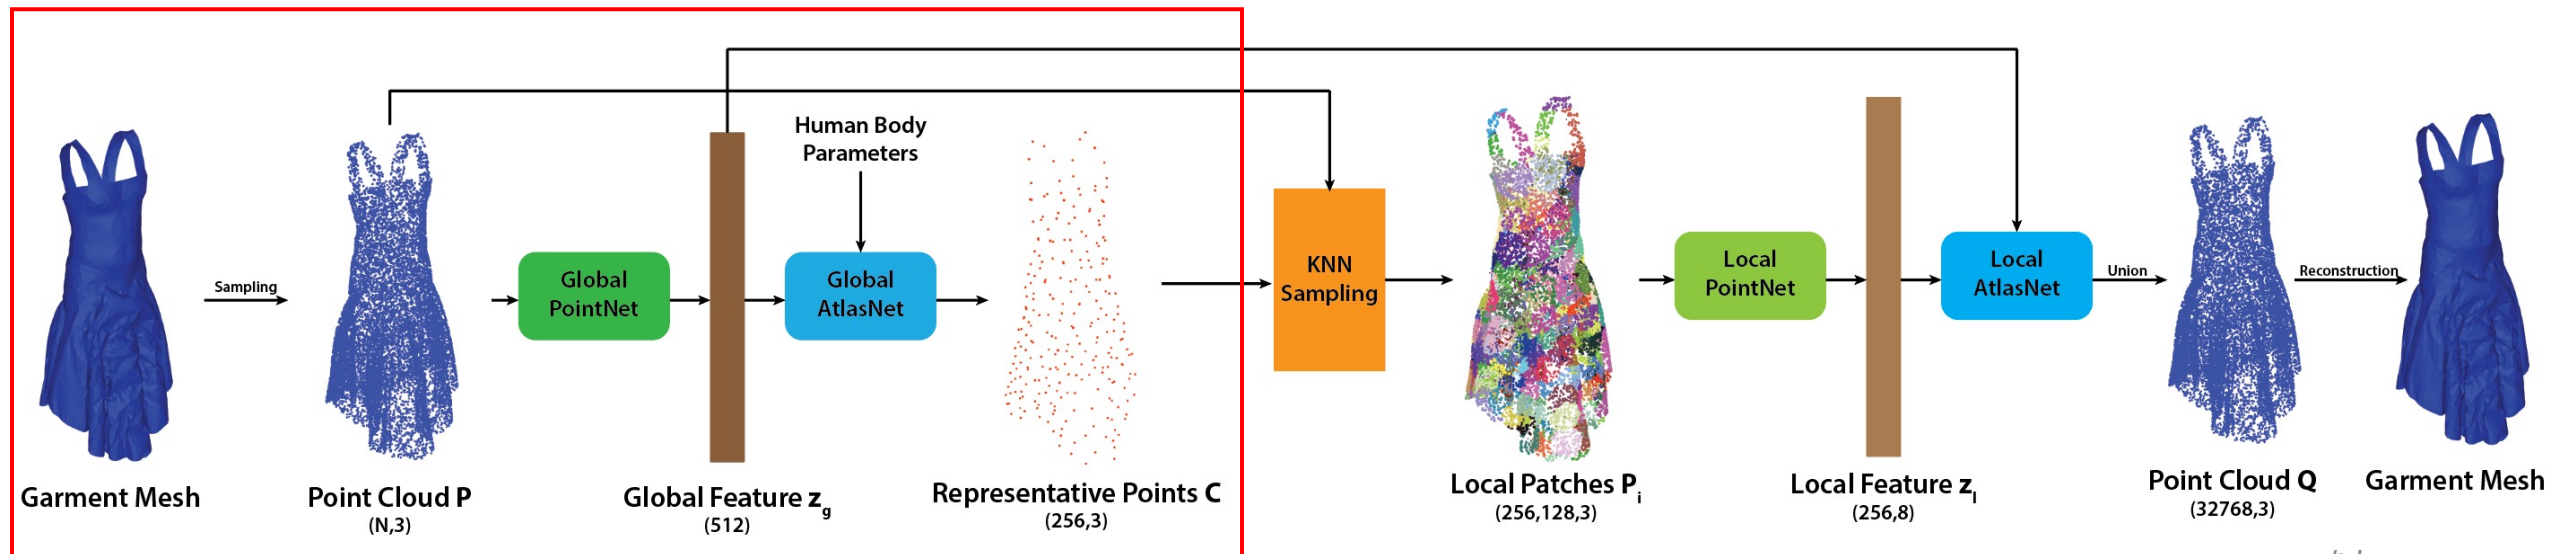 Human Body
Parameters
Sampling
Global
PointNet
Global
AtlasNet
KNN
Sampling
Local
PointNet
Local
AtlasNet
Union
Reconstruction
Garment Mesh
Point Cloud P
(N,3)
Global Feature zg
(512)
Representative Points C
(256,3)
Local Patches Pi
(256,128,3)
Local Feature zl
(256,8)
Point Cloud Q
(32768,3)
Garment Mesh